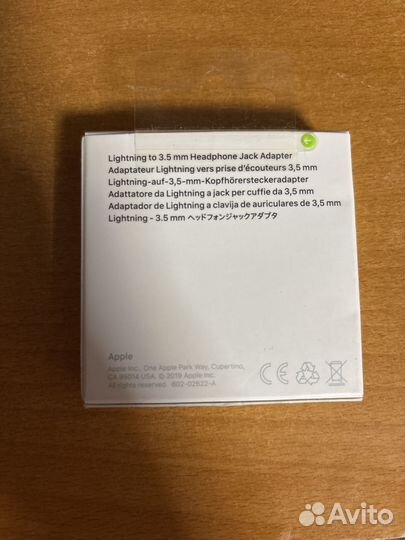 Lightning to 3.5 mm Headphone Jack Adapter
Adaptateur Lightning vers prise d'écouteurs 3,5 mm
Lightning-auf-3,5-mm-Kopfhörersteckeradapter
Adattatore da Lightning a jack per cuffie da 3,5 mm
Adaptador de Lightning a clavija de auriculares de 3,5 mm
Lightning - 3.5 mm ヘッドフォンジャックアダプタ
Apple
Apple Inc., One Apple Park Way, Cupertino,
CA 95014 USA. © 2019 Apple Inc.
All rights reserved. 602-02622-A
CE
Avito